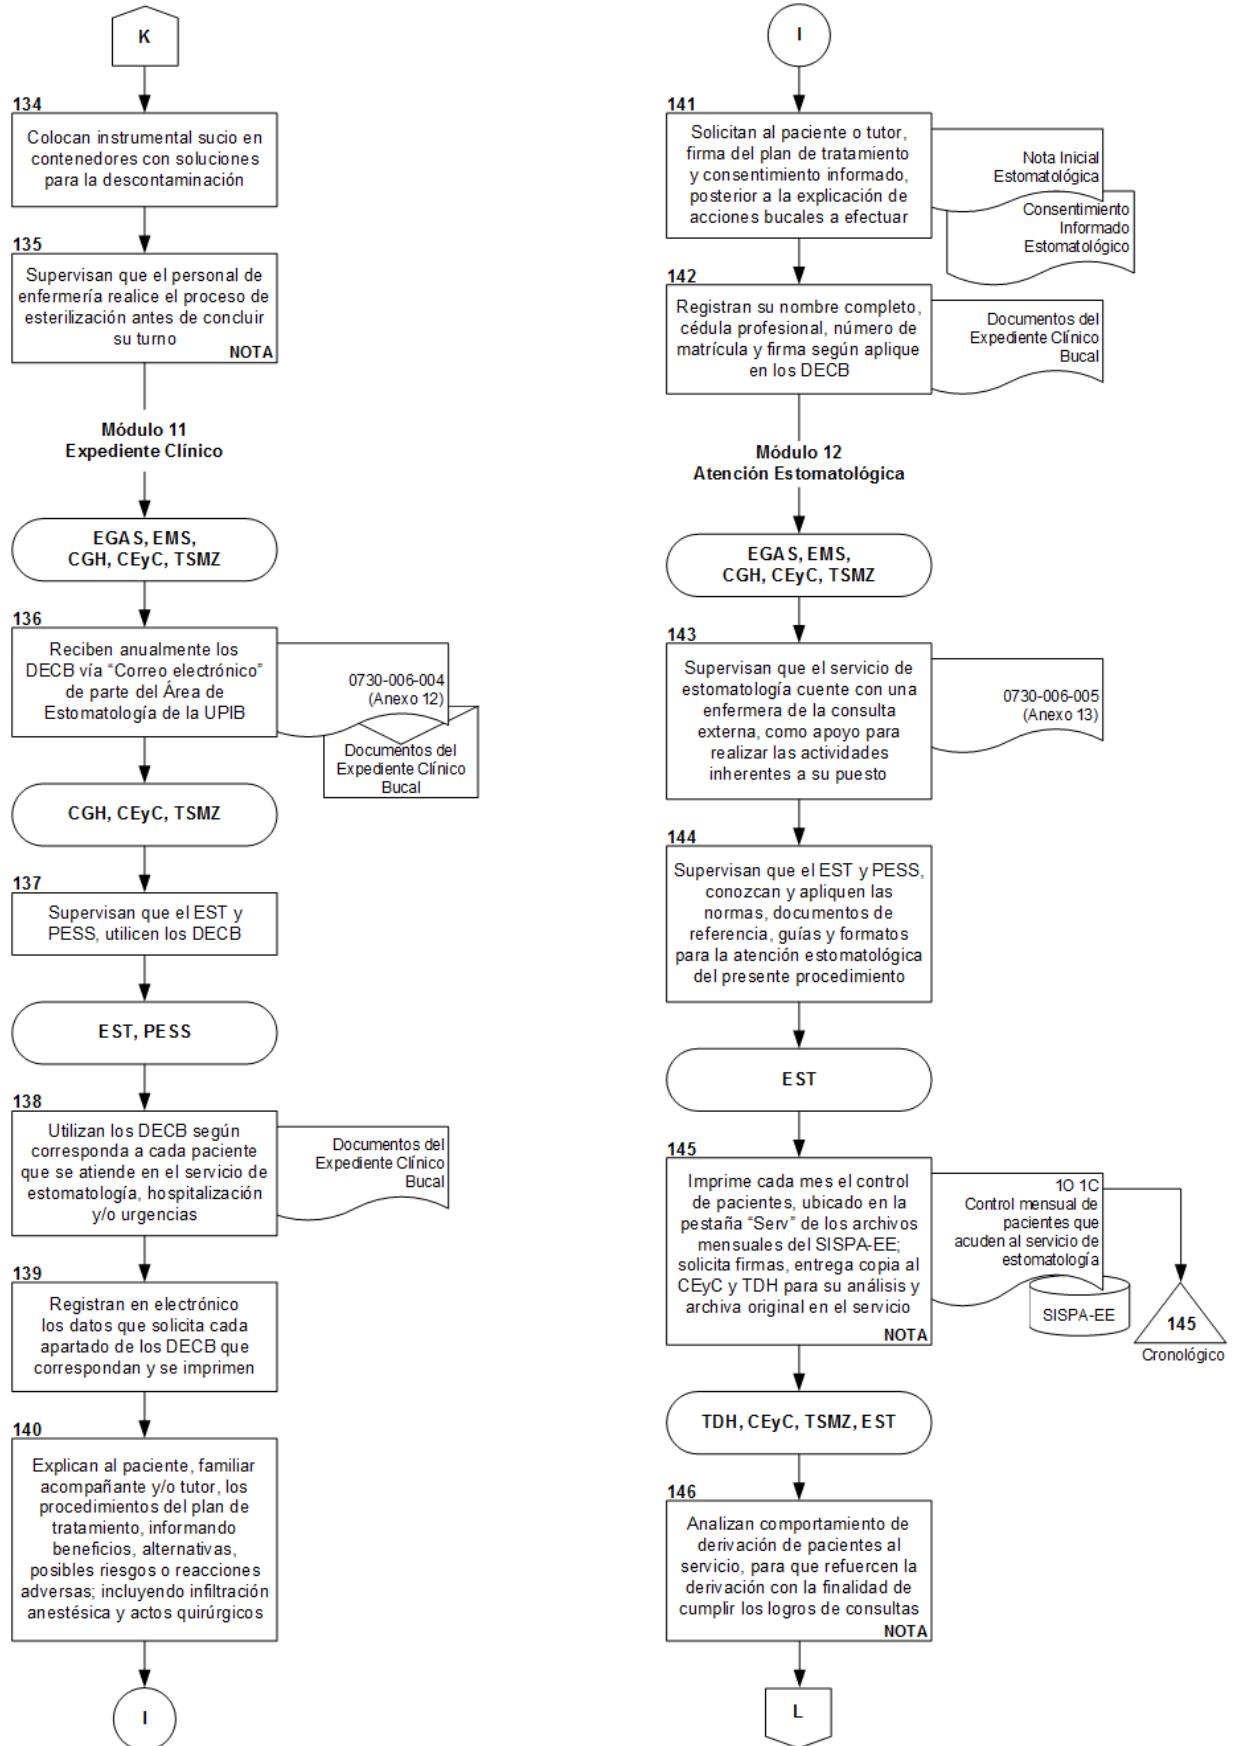 K
134
Colocan instrumental sucio en
contenedores con soluciones
para la descontaminación
135
Supervisan que el personal de
enfermería realice el proceso de
esterilización antes de concluir
su turno
NOTA
Módulo 11
Expediente Clínico
EGAS, EMS,
CGH, CEyC, TSMZ
136
Reciben anualmente los
DECB vía “Correo electrónico”
de parte del Área de
Estomatología de la UPIB
0730-006-004
(Anexo 12)
Documentos del
Expediente Clínico
Bucal
CGH, CEyC, TSMZ
137
Supervisan que el EST y
PESS, utilicen los DECB
EST, PESS
138
Utilizan los DECB según
corresponda a cada paciente
que se atiende en el servicio de
estomatología, hospitalización
y/o urgencias
Documentos del
Expediente Clínico
Bucal
139
Registran en electrónico
los datos que solicita cada
apartado de los DECB que
correspondan y se imprimen
140
Explican al paciente, familiar
acompañante y/o tutor, los
procedimientos del plan de
tratamiento, informando
beneficios, alternativas,
posibles riesgos o reacciones
adversas; incluyendo infiltración
anestésica y actos quirúrgicos
I
I
141
Solicitan al paciente o tutor,
firma del plan de tratamiento
y consentimiento informado,
posterior a la explicación de
acciones bucales a efectuar
Nota Inicial
Estomatológica
Consentimiento
Informado
Estomatológico
142
Registran su nombre completo,
cédula profesional, número de
matrícula y firma según aplique
en los DECB
Documentos del
Expediente Clínico
Bucal
Módulo 12
Atención Estomatológica
EGAS, EMS,
CGH, CEyC, TSMZ
143
Supervisan que el servicio de
estomatología cuente con una
enfermera de la consulta
externa, como apoyo para
realizar las actividades
inherentes a su puesto
0730-006-005
(Anexo 13)
144
Supervisan que el EST y PESS,
conozcan y apliquen las
normas, documentos de
referencia, guías y formatos
para la atención estomatológica
del presente procedimiento
EST
145
Imprime cada mes el control
de pacientes, ubicado en la
pestaña “Serv” de los archivos
mensuales del SISPA-EE;
solicita firmas, entrega copia al
CEyC y TDH para su análisis y
archiva original en el servicio
NOTA
1O 1C
Control mensual de
pacientes que
acuden al servicio de
estomatología
SISPA-EE
145
Cronológico
TDH, CEyC, TSMZ, EST
146
Analizan comportamiento de
derivación de pacientes al
servicio, para que refuercen la
derivación con la finalidad de
cumplir los logros de consultas
NOTA
L